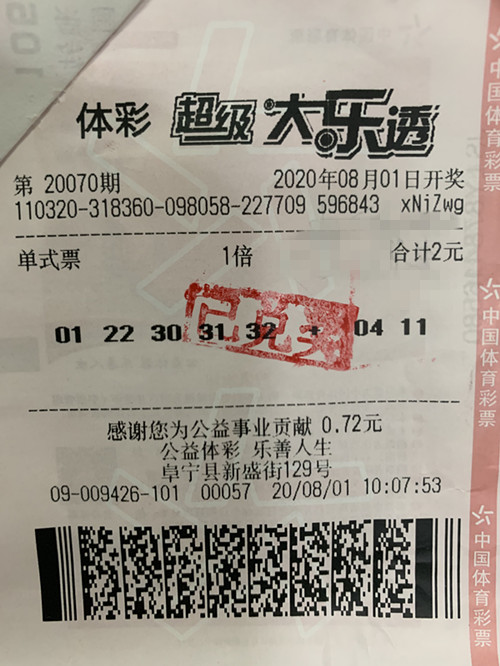 体彩 超级大乐透
第 20070期 2020年08月01日开奖
110320-318360-098058-227709 596843 xNiZwg
单式票 1倍 合计2元
已兑奖
01 22 30 31 32 + 04 11
感谢您为公益事业贡献 0.72元
公益体彩 乐善人生
阜宁县新盛街129号
09-009426-101 00057 20/08/01 10:07:53
中国体育彩票
中国体育彩票
中国体育彩票